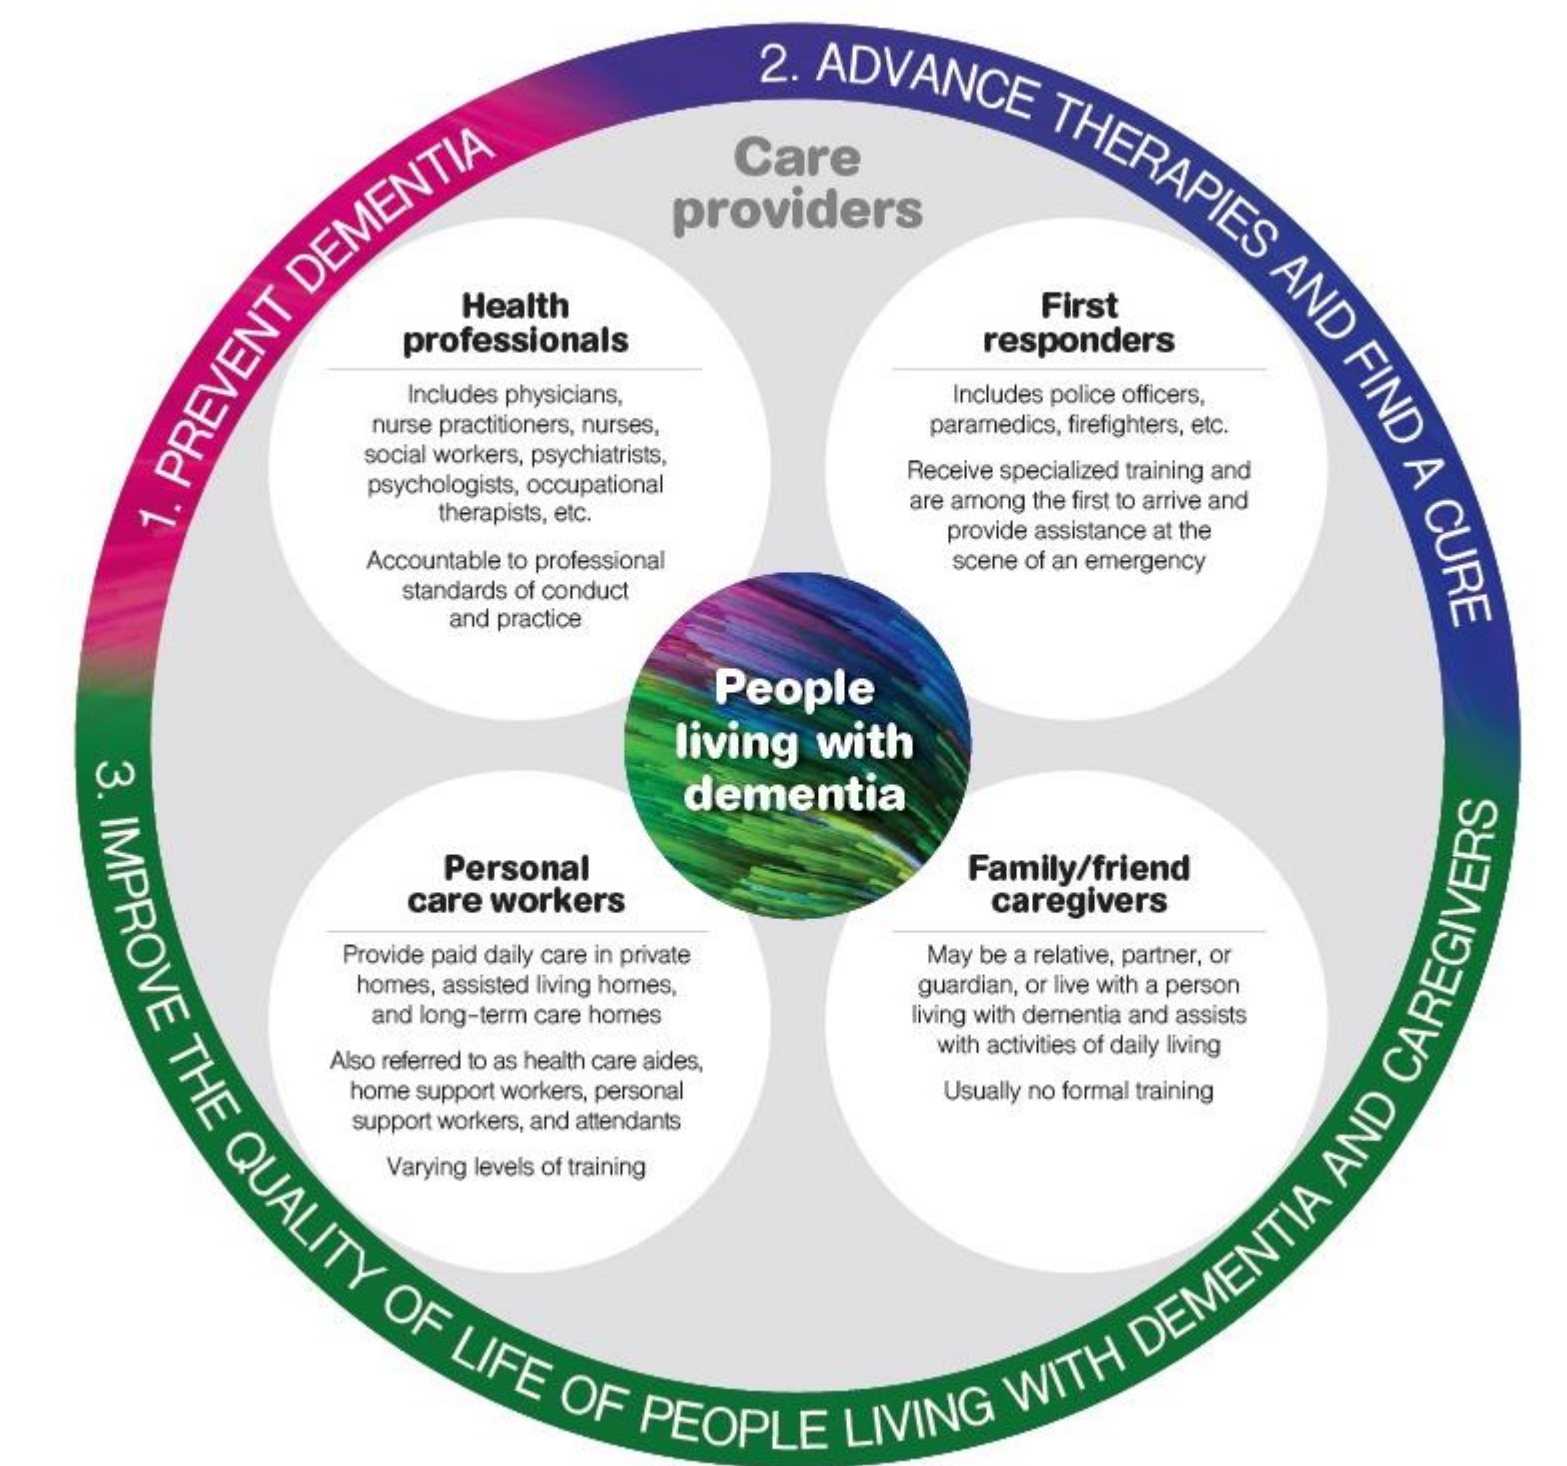 1. PREVENT DEMENTIA
2. ADVANCE THERAPIES AND FIND A CURE
Care
providers
Health
professionals
Includes physicians,
nurse practitioners, nurses,
social workers, psychiatrists,
psychologists, occupational
therapists, etc.
Accountable to professional
standards of conduct
and practice
First
responders
Includes police officers,
paramedics, firefighters, etc.
Receive specialized training and
are among the first to arrive and
provide assistance at the
scene of an emergency
People
living with
dementia
Personal
care workers
Provide paid daily care in private
homes, assisted living homes,
and long-term care homes
Also referred to as health care aides,
home support workers, personal
support workers, and attendants
Varying levels of training
Family/friend
caregivers
May be a relative, partner, or
guardian, or live with a person
living with dementia and assists
with activities of daily living
Usually no formal training
3. IMPROVE THE QUALITY OF LIFE OF PEOPLE LIVING WITH DEMENTIA AND CAREGIVERS